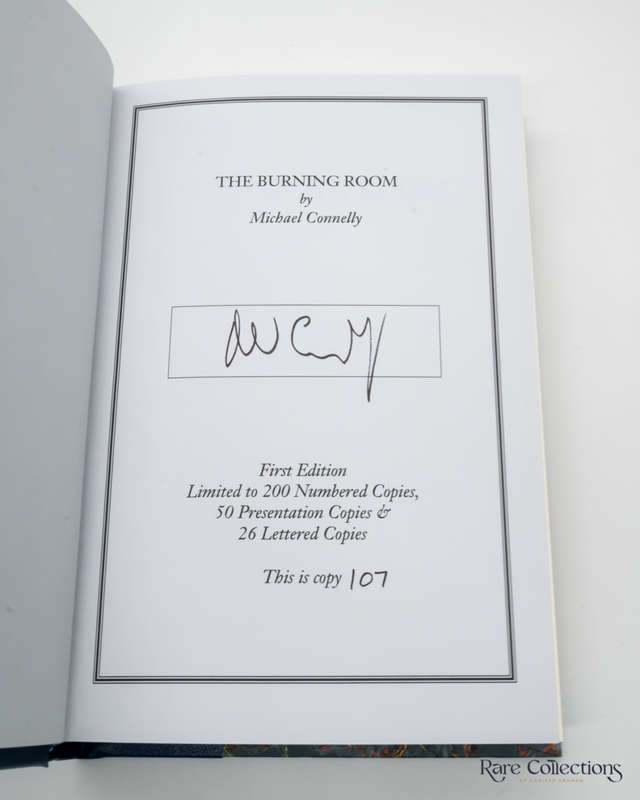 THE BURNING ROOM
by
Michael Connelly
First Edition
Limited to 200 Numbered Copies,
50 Presentation Copies &
26 Lettered Copies
This is copy 107
Rare Collections